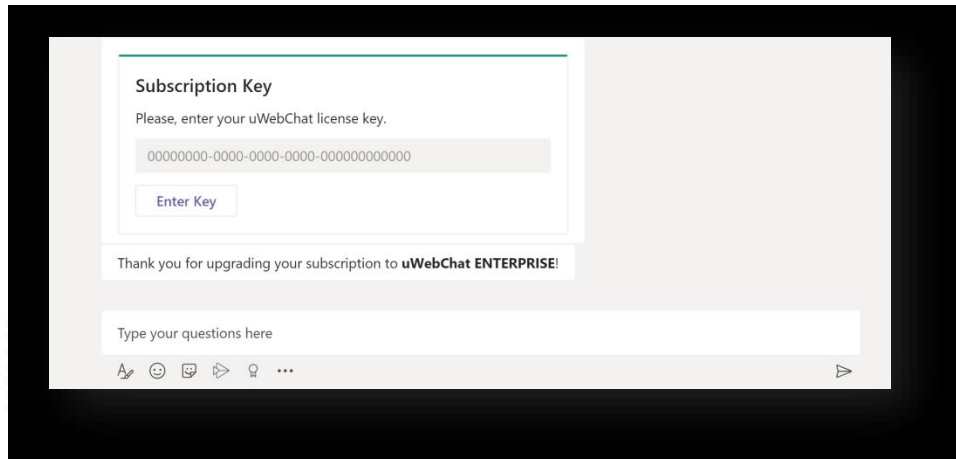 Subscription Key
Please, enter your uWebChat license key.
00000000-0000-0000-0000-000000000000
Enter Key
Thank you for upgrading your subscription to uWebChat ENTERPRISE!
Type your questions here